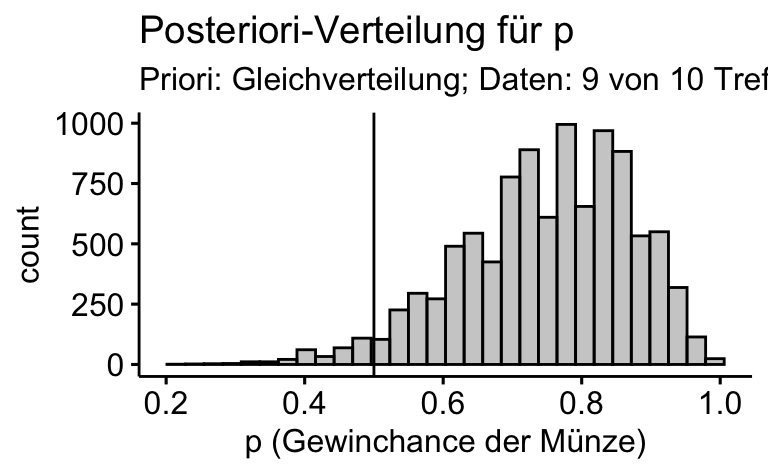 Posteriori-Verteilung für p
Priori: Gleichverteilung; Daten: 9 von 10 Tref
1000
750
500
250
0
count
0.2 0.4 0.6 0.8 1.0
p (Gewinchance der Münze)